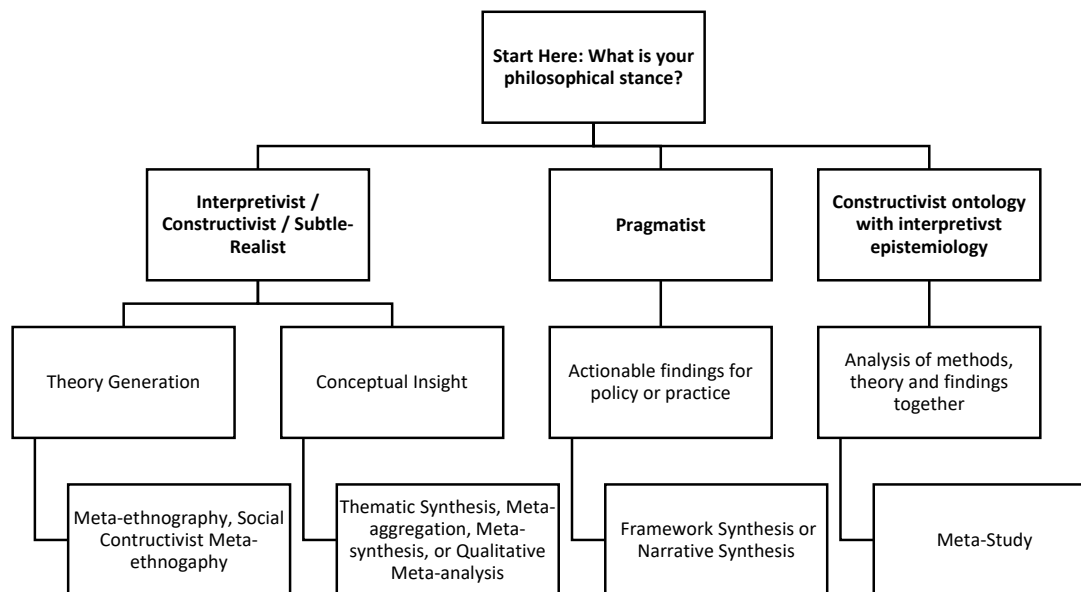 Start Here: What is your
philosophical stance?
Interpretivist /
Constructivist / Subtle-
Realist
Pragmatist
Constructivist ontology
with interpretivst
epistemiology
Theory Generation
Conceptual Insight
Actionable findings for
policy or practice
Analysis of methods,
theory and findings
together
Meta-ethnography, Social
Contructivist Meta-
ethnogaphy
Thematic Synthesis, Meta-
aggregation, Meta-
synthesis, or Qualitative
Meta-analysis
Framework Synthesis or
Narrative Synthesis
Meta-Study